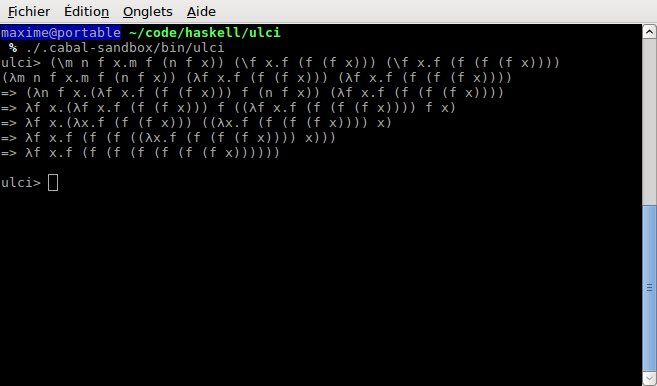 Fichier Édition Onglets Aide
maxime@portable ~/code/haskell/ulci
% ./.cabal-sandbox/bin/ulci
ulci> (\m n f x.m f (n f x)) (\f x.f (f (f x))) (\f x.f (f (f (f x))))
(λm n f x.m f (n f x)) (λf x.f (f (f x))) (λf x.f (f (f (f x))))
=> (λn f x.(λf x.f (f (f x))) f (n f x)) (λf x.f (f (f (f x))))
=> λf x.(λf x.f (f (f x))) f ((λf x.f (f (f (f x)))) f x)
=> λf x.(λx.f (f (f x))) ((λx.f (f (f (f x)))) x)
=> λf x.f (f (f ((λx.f (f (f (f x)))) x)))
=> λf x.f (f (f (f (f (f (f x))))))
ulci>